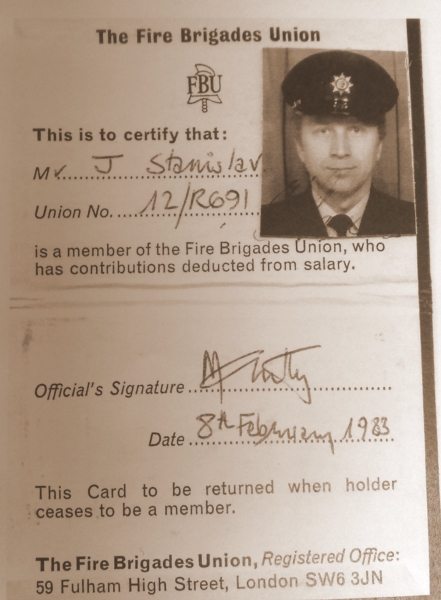 The Fire Brigades Union
FBU
This is to certify that:
Mr. J Stanislav
Union No. 12/R691
is a member of the Fire Brigades Union, who
has contributions deducted from salary.
Official's Signature
Date 8th February 1983
This Card to be returned when holder
ceases to be a member.
The Fire Brigades Union, Registered Office:
59 Fulham High Street, London SW6 3JN